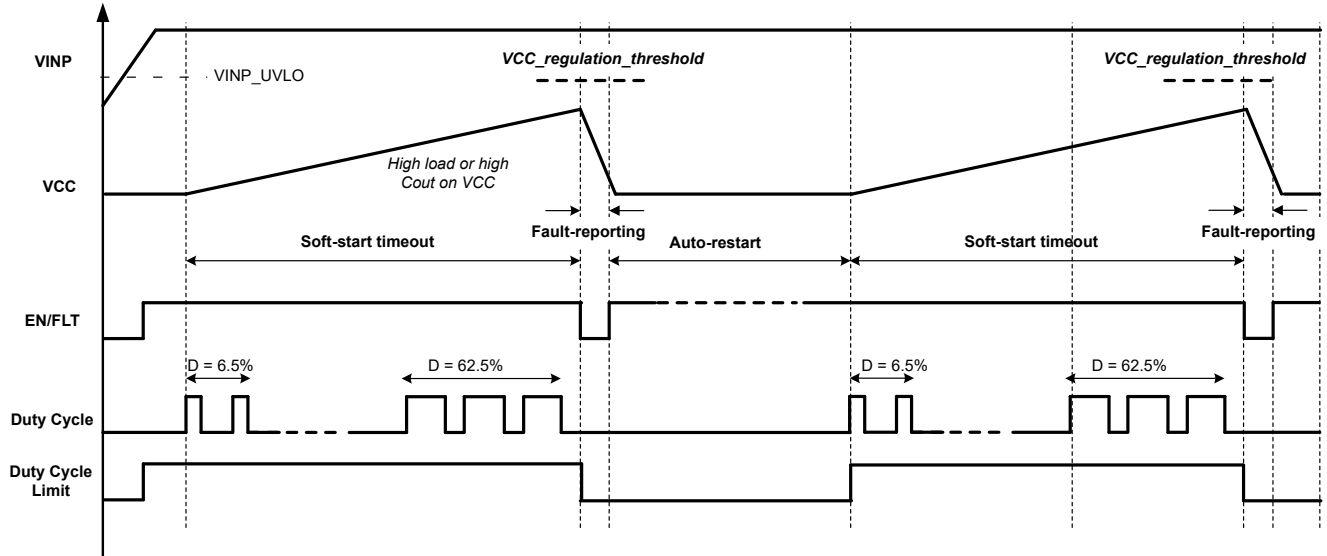 VINP
VINP_UVLO
VCC_regulation_threshold
VCC_regulation_threshold
VCC
High load or high
Cout on VCC
Soft-start timeout
Fault-reporting
Auto-restart
Soft-start timeout
Fault-reporting
EN/FLT
D = 6.5%
D = 62.5%
D = 6.5%
D = 62.5%
Duty Cycle
Duty Cycle
Limit